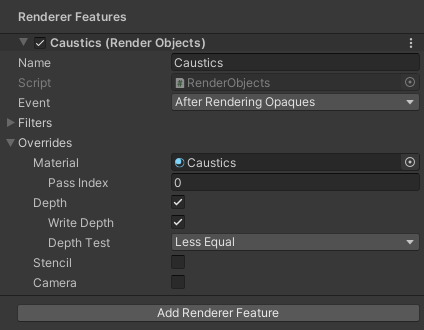 Renderer Features
Caustics (Render Objects)
Name Caustics
Script RenderObjects
Event After Rendering Opaques
Filters
Overrides
Material Caustics
Pass Index 0
Depth
Write Depth
Depth Test Less Equal
Stencil
Camera
Add Renderer Feature